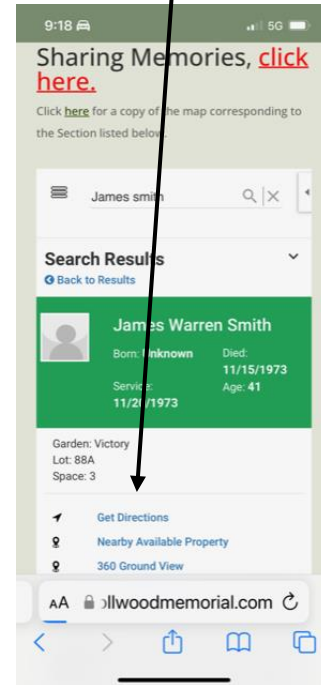 9:18 5G
Sharing Memories, click
here.
Click here for a copy of the map corresponding to
the Section listed below.
James smith
Search Results
Back to Results
James Warren Smith
Born: Unknown Died:
11/15/1973
Service: Age: 41
11/20/1973
Garden: Victory
Lot: 88A
Space: 3
Get Directions
Nearby Available Property
360 Ground View
AA ollwoodmemorial.com